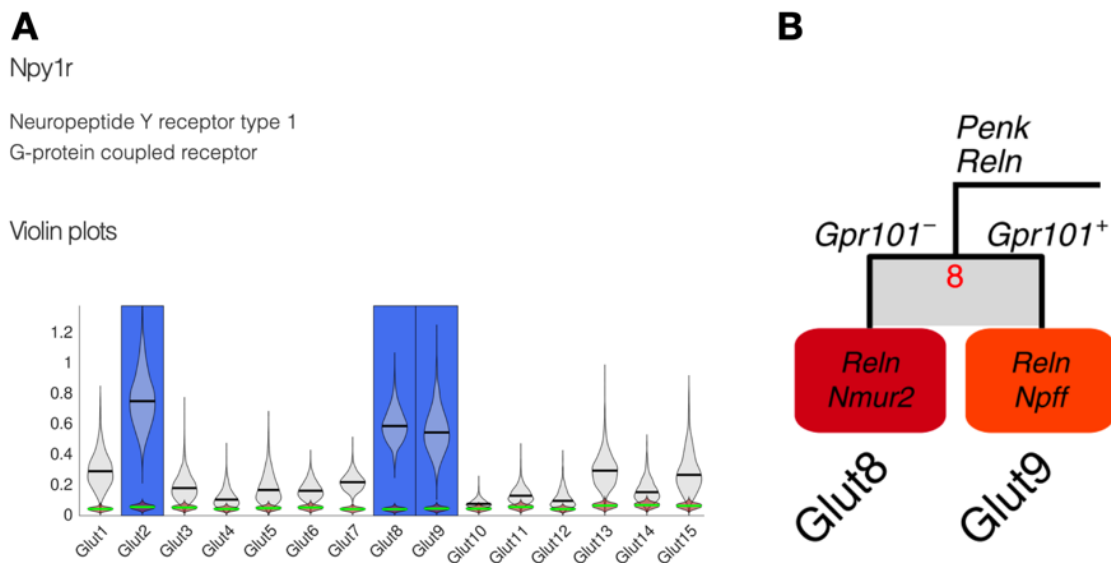 A
Npy1r
Neuropeptide Y receptor type 1
G-protein coupled receptor
Violin plots
1.2
1
0.8
0.6
0.4
0.2
0
Glut1
Glut2
Glut3
Glut4
Glut5
Glut6
Glut7
Glut8
Glut9
Glut10
Glut11
Glut12
Glut13
Glut14
Glut15
B
Penk
Reln
Gpr101⁻
Gpr101⁺
8
Reln
Nmur2
Reln
Npff
Glut8
Glut9